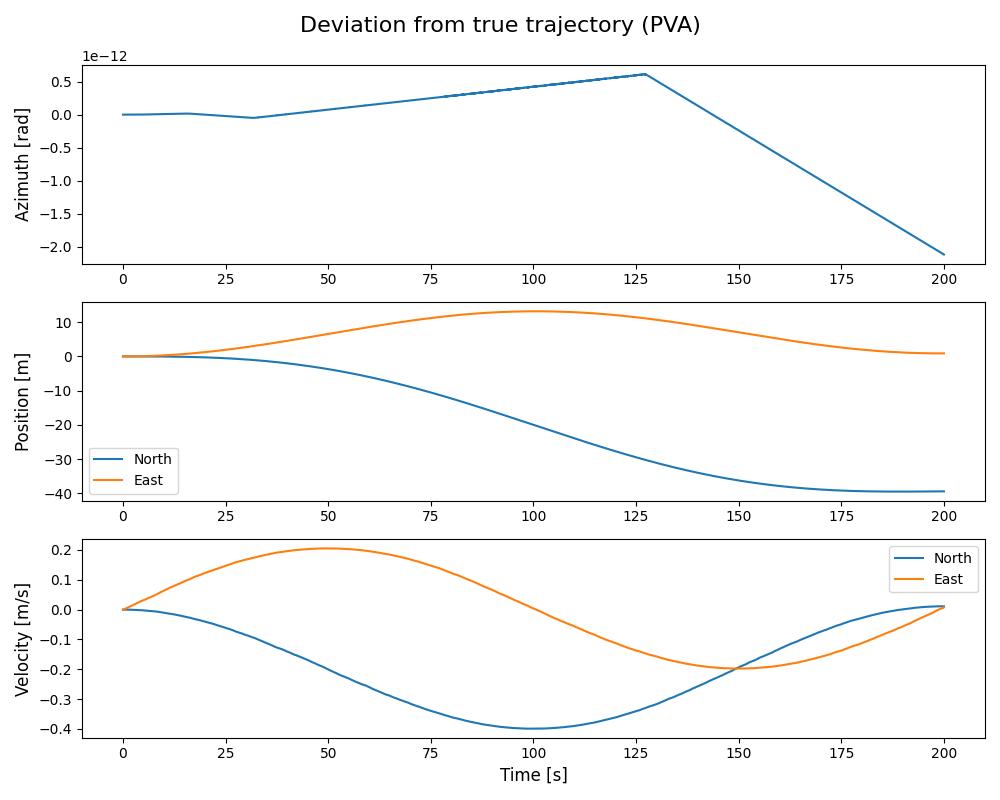 Deviation from true trajectory (PVA)
1e−12
0.5
0.0
−0.5
−1.0
−1.5
−2.0
Azimuth [rad]
0 25 50 75 100 125 150 175 200
10
0
−10
−20
−30
−40
Position [m]
North
East
0 25 50 75 100 125 150 175 200
0.2
0.1
0.0
−0.1
−0.2
−0.3
−0.4
Velocity [m/s]
North
East
0 25 50 75 100 125 150 175 200
Time [s]